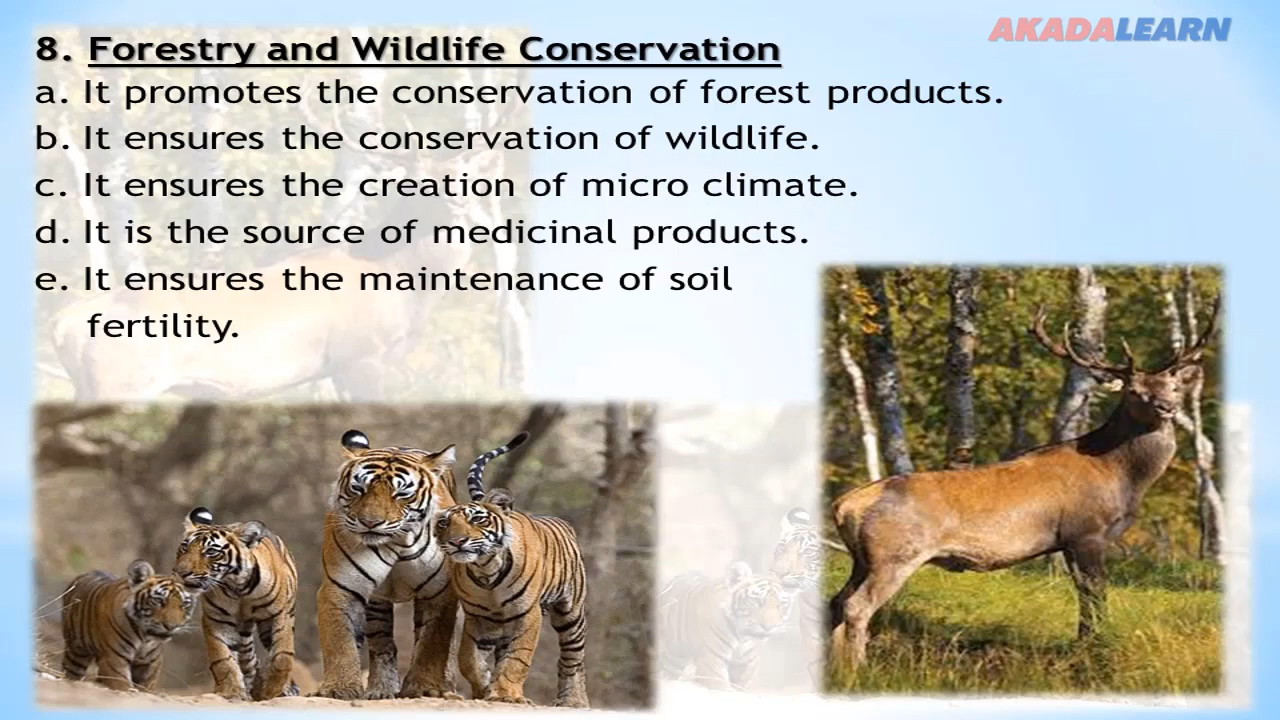 AKADALEARN
8. Forestry and Wildlife Conservation
a. It promotes the conservation of forest products.
b. It ensures the conservation of wildlife.
c. It ensures the creation of micro climate.
d. It is the source of medicinal products.
e. It ensures the maintenance of soil
fertility.